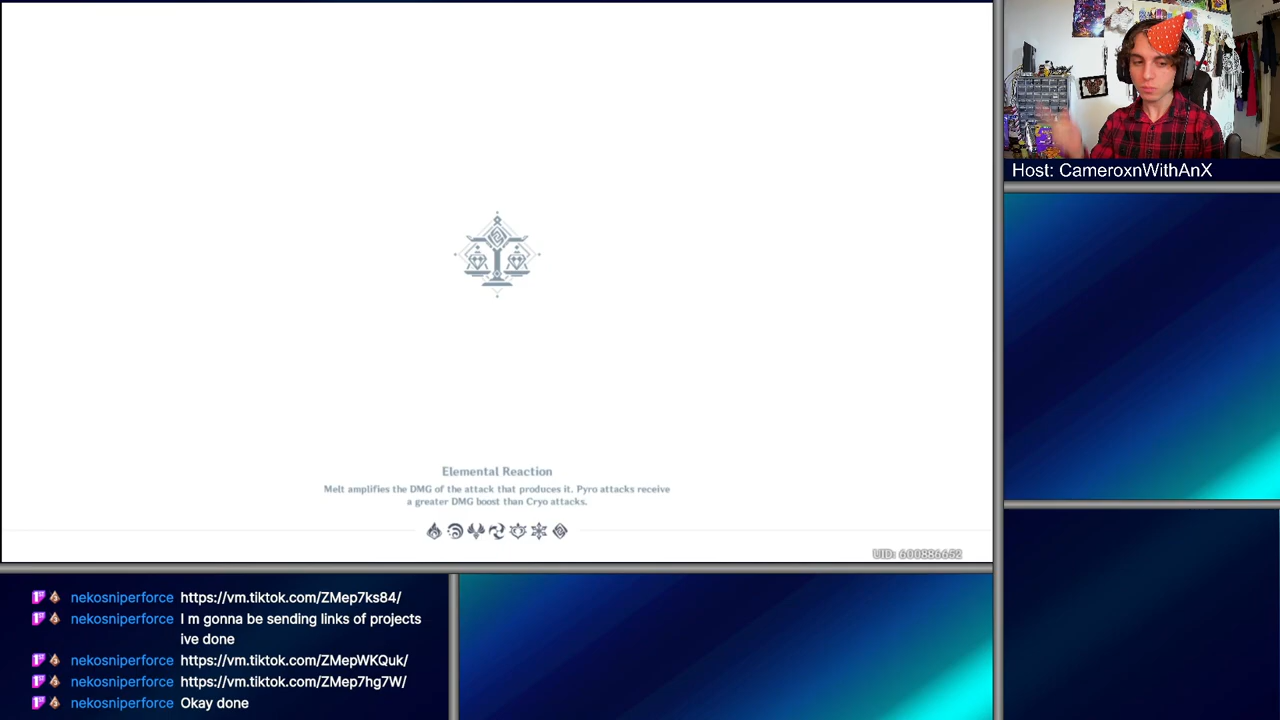 Host: CameroxnWithAnX
Elemental Reaction
Melt amplifies the DMG of the attack that produces it. Pyro attacks receive
a greater DMG boost than Cryo attacks.
UID: 600886652
nekosniperforce https://vm.tiktok.com/ZMep7ks84/
nekosniperforce I m gonna be sending links of projects
ive done
nekosniperforce https://vm.tiktok.com/ZMepWKQuk/
nekosniperforce https://vm.tiktok.com/ZMep7hg7W/
nekosniperforce Okay done